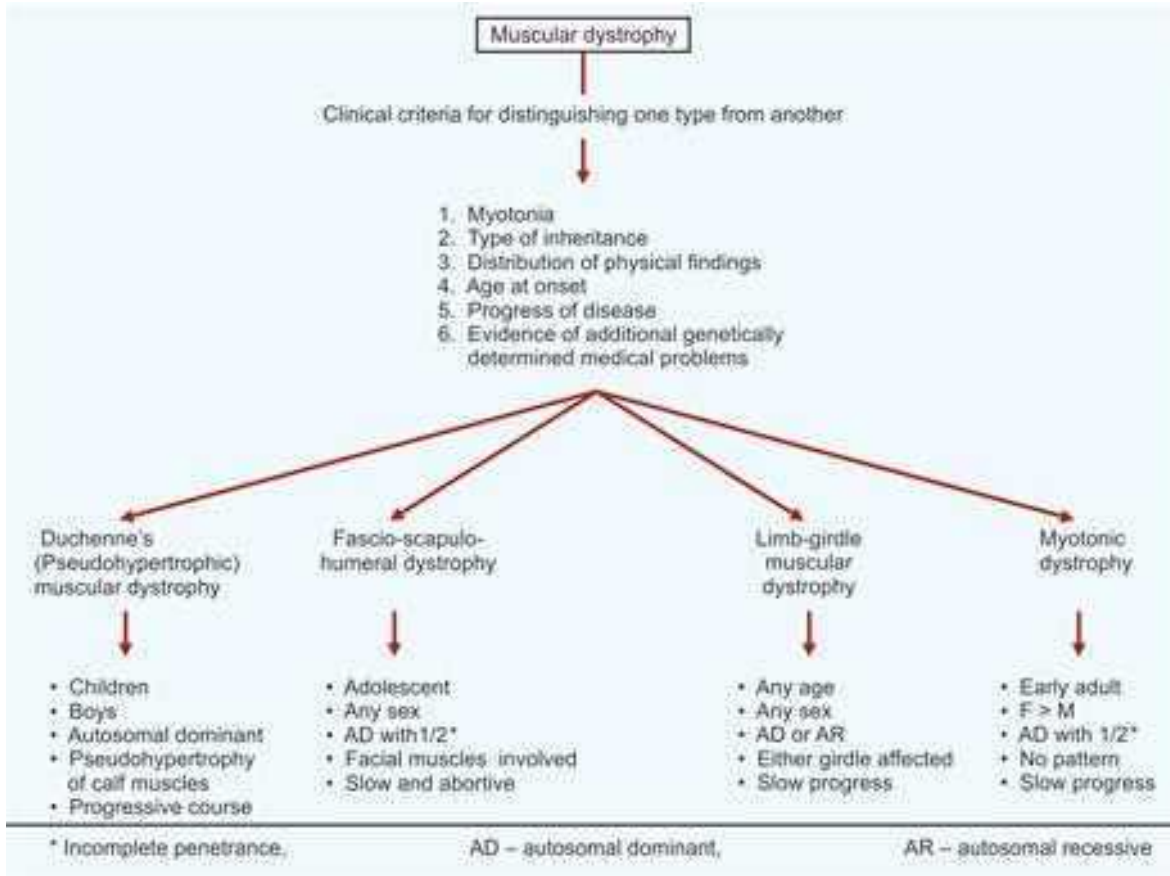 Muscular dystrophy
Clinical criteria for distinguishing one type from another
1. Myotonia
2. Type of inheritance
3. Distribution of physical findings
4. Age at onset
5. Progress of disease
6. Evidence of additional genetically
determined medical problems
Duchenne's
(Pseudohypertrophic)
muscular dystrophy
• Children
• Boys
• Autosomal dominant
• Pseudohypertrophy
of calf muscles
• Progressive course
Fascio-scapulo-
humeral dystrophy
• Adolescent
• Any sex
• AD with1/2*
• Facial muscles involved
• Slow and abortive
Limb-girdle
muscular
dystrophy
• Any age
• Any sex
• AD or AR
• Either girdle affected
• Slow progress
Myotonic
dystrophy
• Early adult
• F > M
• AD with 1/2*
• No pattern
• Slow progress
* Incomplete penetrance, AD – autosomal dominant, AR – autosomal recessive